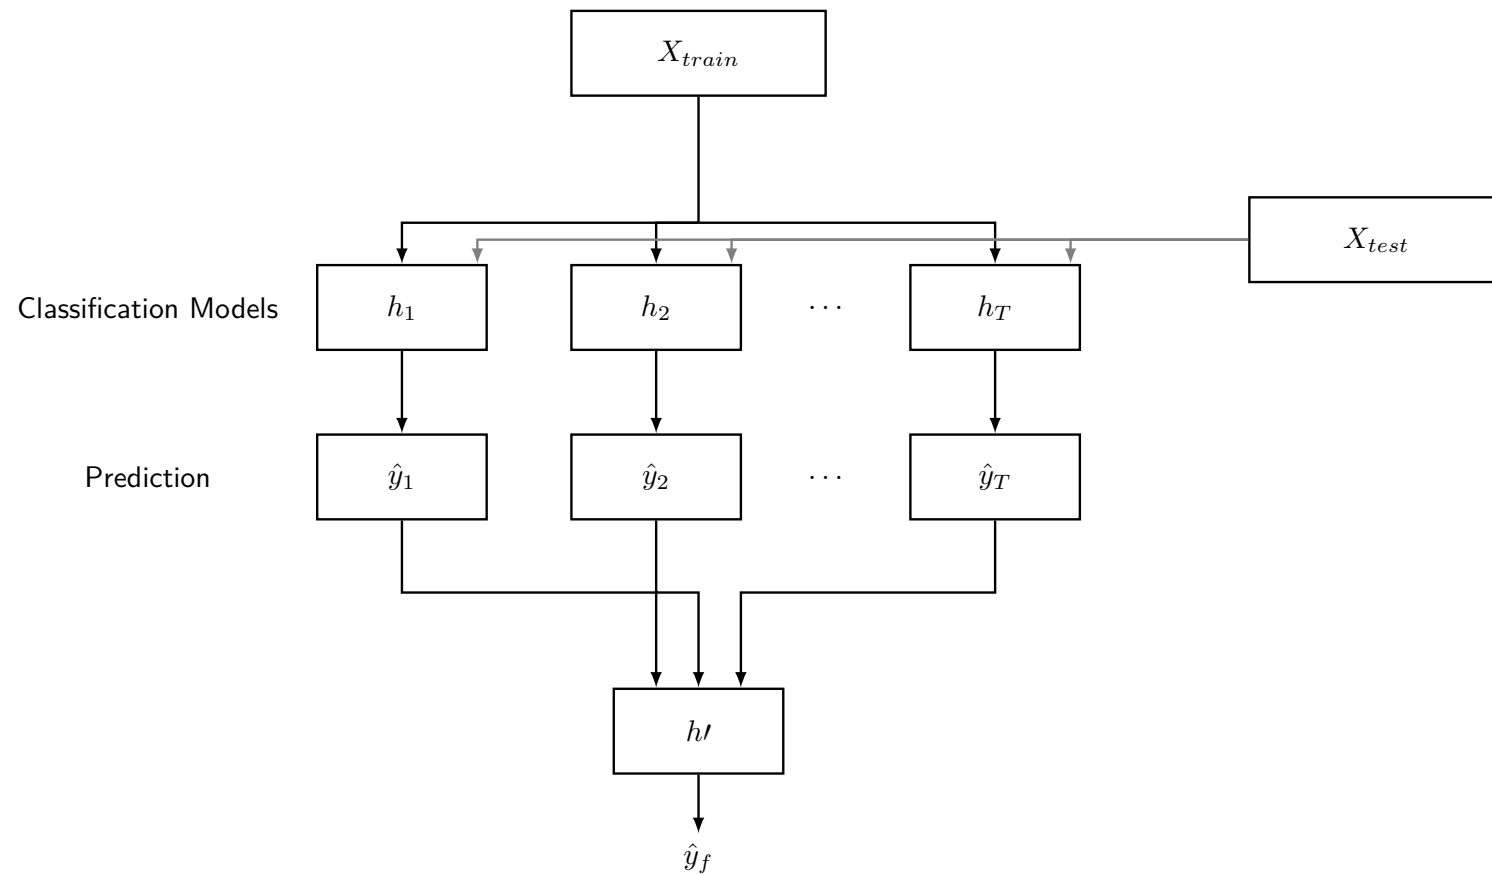 X_train
X_test
Classification Models h_1 h_2 ... h_T
Prediction ŷ_1 ŷ_2 ... ŷ_T
h′
ŷ_f